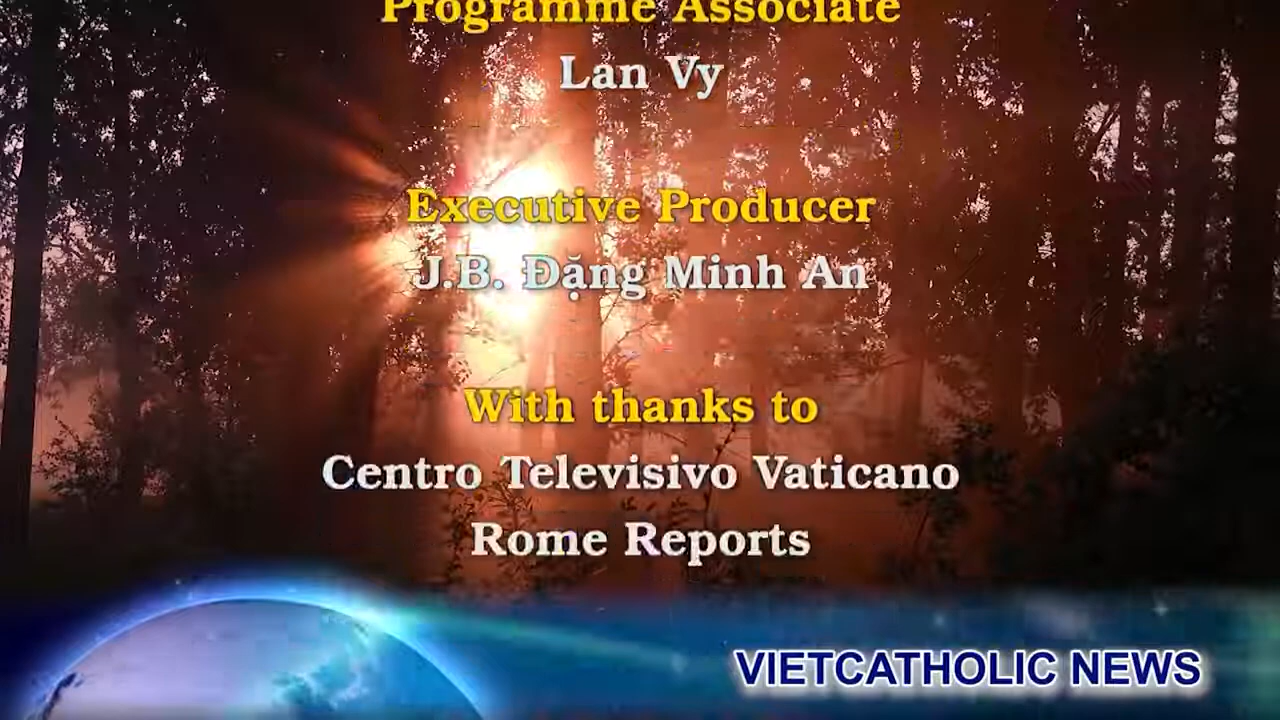 Programme Associate
Lan Vy
Executive Producer
J.B. Đặng Minh An
With thanks to
Centro Televisivo Vaticano
Rome Reports
VIETCATHOLIC NEWS